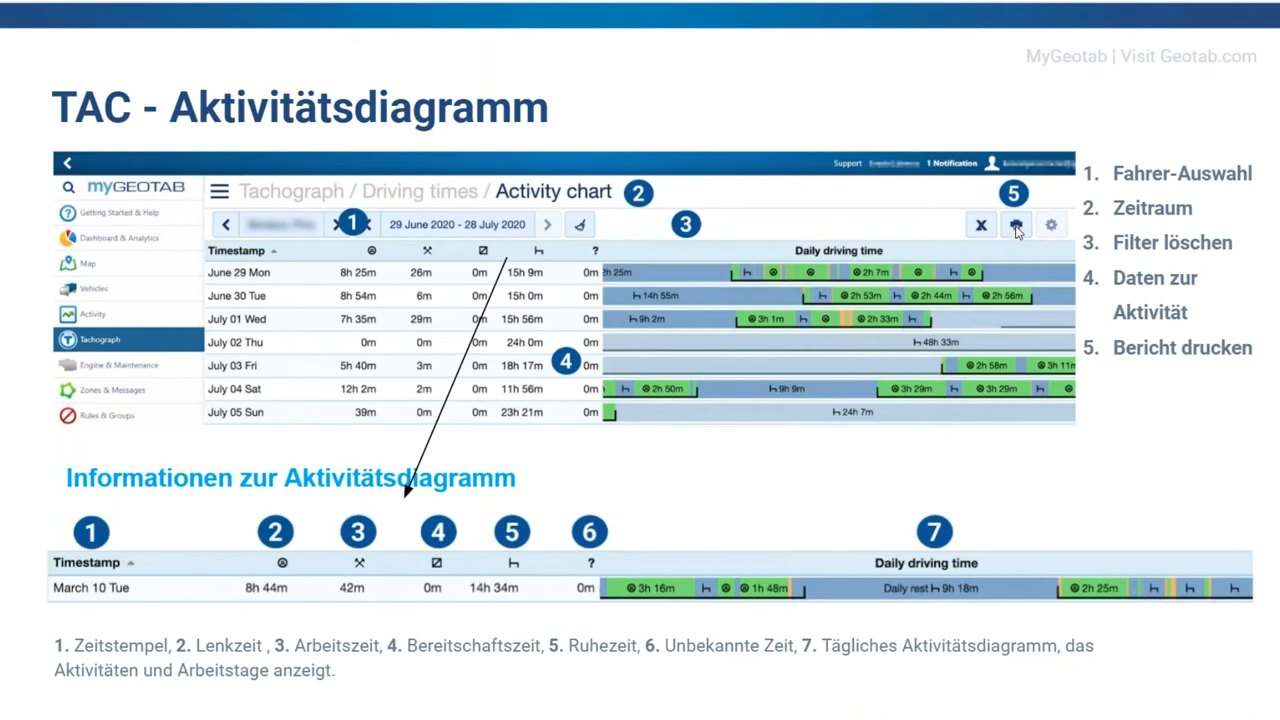 MyGeotab | Visit Geotab.com
TAC - Aktivitätsdiagramm
Support 1 Notification
myGEOTAB
Tachograph / Driving times / Activity chart 2 5
1 29 June 2020 - 28 July 2020 3 X
Getting Started & Help
Dashboard & Analytics
Map
Vehicles
Activity
Tachograph
Engine & Maintenance
Zones & Messages
Rules & Groups
Timestamp ? Daily driving time
June 29 Mon 8h 25m 26m 0m 15h 9m 0m 2h 25m 2h 7m
June 30 Tue 8h 54m 6m 0m 15h 0m 0m 14h 55m 2h 53m 2h 44m 2h 56m
July 01 Wed 7h 35m 29m 0m 15h 56m 0m 9h 2m 3h 1m 2h 33m
July 02 Thu 0m 0m 0m 24h 0m 0m 48h 33m
July 03 Fri 5h 40m 3m 0m 18h 17m 4 0m 2h 58m 3h 11m
July 04 Sat 12h 2m 2m 0m 11h 56m 0m 2h 50m 9h 9m 3h 29m 3h 29m
July 05 Sun 39m 0m 0m 23h 21m 0m 24h 7m
1. Fahrer-Auswahl
2. Zeitraum
3. Filter löschen
4. Daten zur
Aktivität
5. Bericht drucken
Informationen zur Aktivitätsdiagramm
1 2 3 4 5 6 7
Timestamp ? Daily driving time
March 10 Tue 8h 44m 42m 0m 14h 34m 0m 3h 16m 1h 48m Daily rest 9h 18m 2h 25m
1. Zeitstempel, 2. Lenkzeit , 3. Arbeitszeit, 4. Bereitschaftszeit, 5. Ruhezeit, 6. Unbekannte Zeit, 7. Tägliches Aktivitätsdiagramm, das
Aktivitäten und Arbeitstage anzeigt.